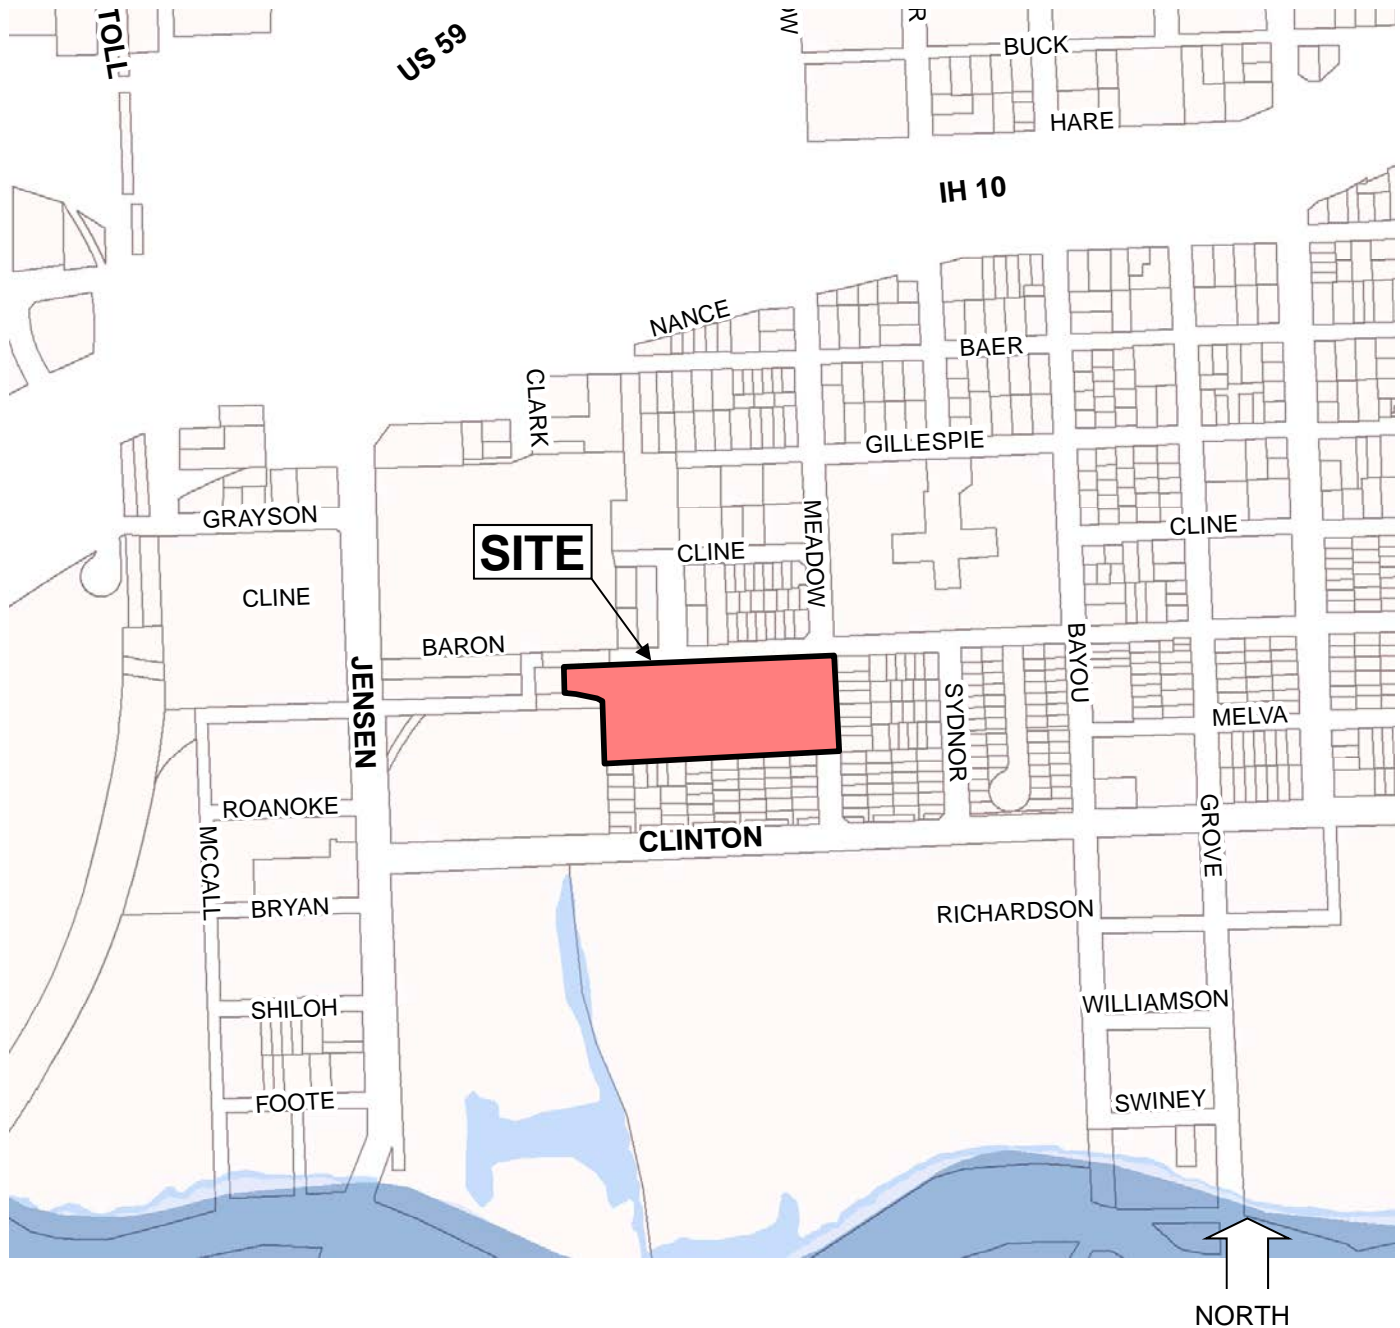 TOLL
US 59
OW
R
BUCK
HARE
IH 10
NANCE
BAER
CLARK
GILLESPIE
GRAYSON
MEADOW
CLINE
SITE
CLINE
CLINE
BARON
BAYOU
JENSEN
SYDNOR
MELVA
ROANOKE
GROVE
CLINTON
MCCALL
BRYAN
RICHARDSON
WILLIAMSON
SHILOH
FOOTE
SWINEY
NORTH